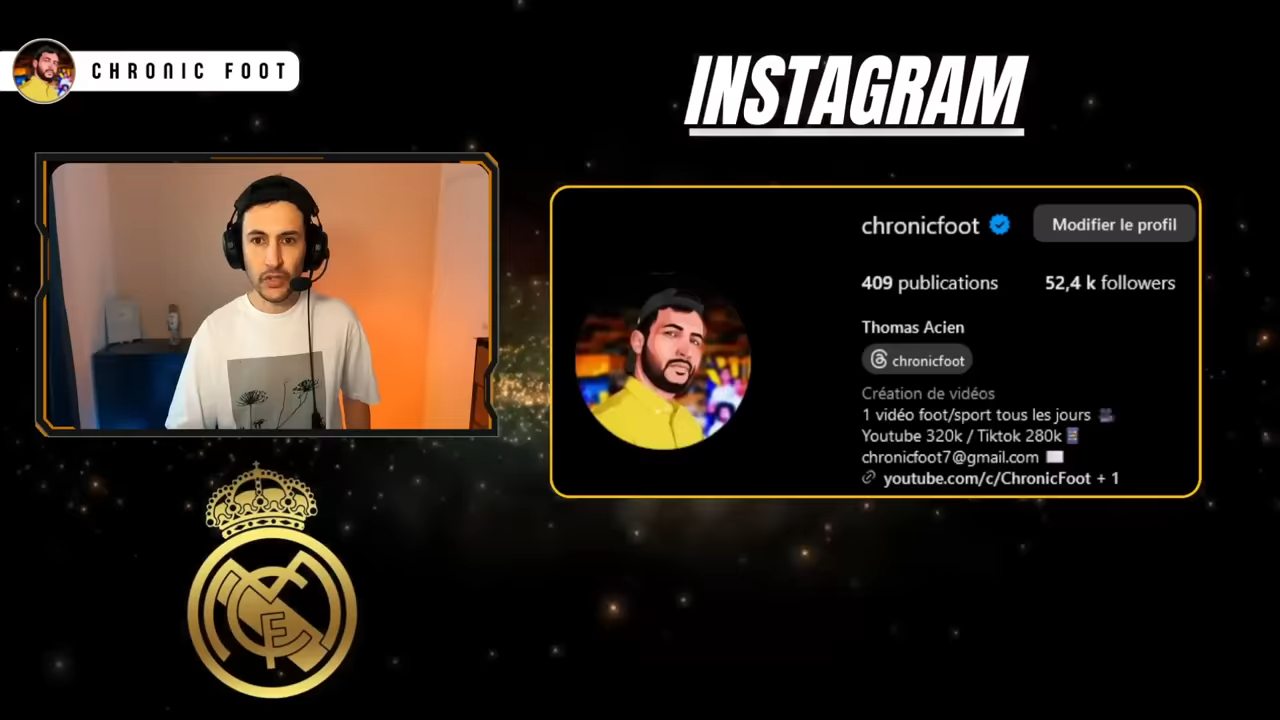 CHRONIC FOOT
INSTAGRAM
chronicfoot
Modifier le profil
409 publications
52,4 k followers
Thomas Acien
chronicfoot
Création de vidéos
1 vidéo foot/sport tous les jours
Youtube 320k / Tiktok 280k
chronicfoot7@gmail.com
youtube.com/c/ChronicFoot + 1